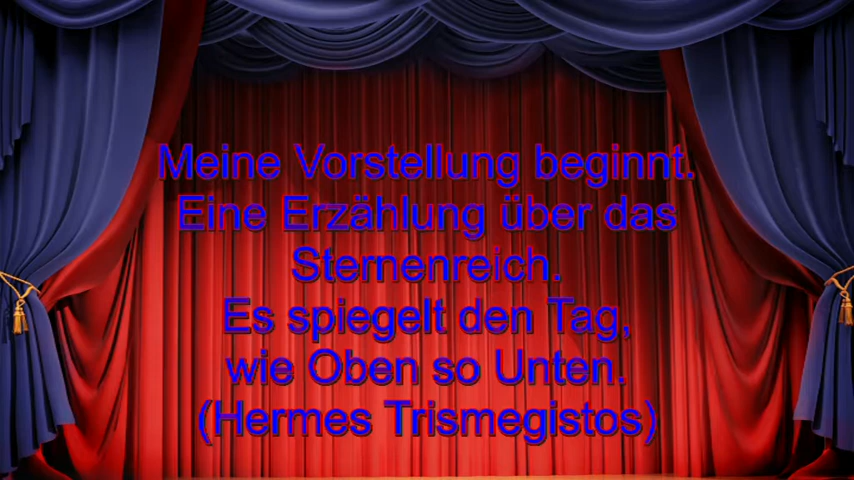 Meine Vorstellung beginnt.
Eine Erzählung über das
Sternenreich.
Es spiegelt den Tag,
wie Oben so Unten.
(Hermes Trismegistos)